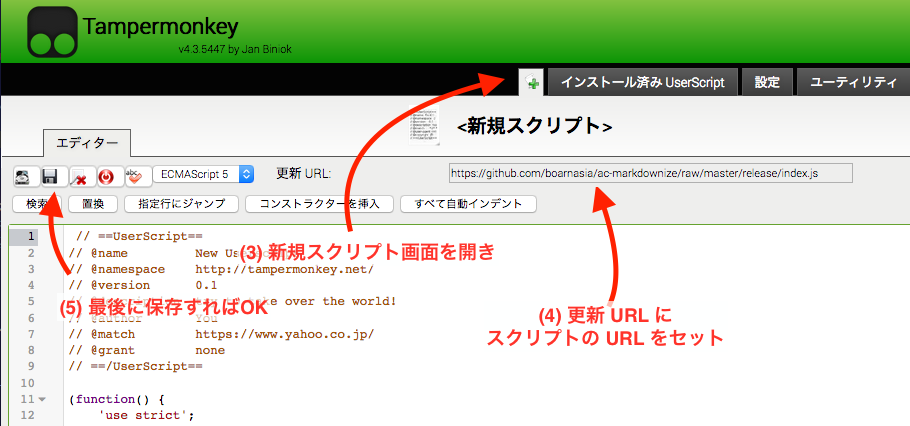 Tampermonkey
v4.3.5447 by Jan Biniok
インストール済み UserScript
設定
ユーティリティ
<新規スクリプト>
エディター
ECMAScript 5
更新 URL:
https://github.com/boarnasia/ac-markdownize/raw/master/release/index.js
検索
置換
指定行にジャンプ
コンストラクターを挿入
すべて自動インデント
(3) 新規スクリプト画面を開き
(4) 更新 URL に
スクリプトの URL をセット
(5) 最後に保存すればOK
1 // ==UserScript==
2 // @name New
3 // @namespace http://tampermonkey.net/
4 // @version 0.1
5 // over the world!
6 // @author You
7 // @match https://www.yahoo.co.jp/
8 // @grant none
9 // ==/UserScript==
10
11 (function() {
12 'use strict';